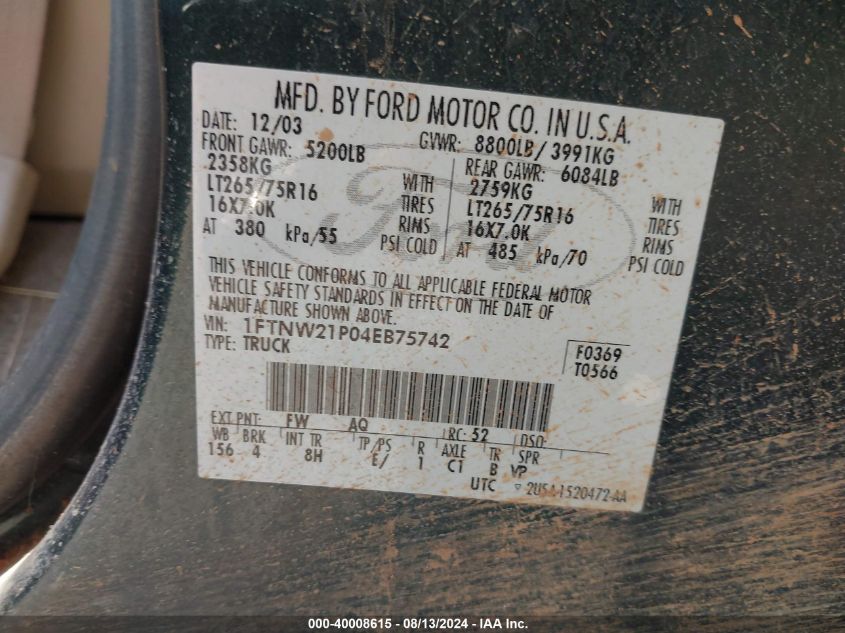 MFD. BY FORD MOTOR CO. IN U.S.A.
DATE: 12/03 GVWR: 8800LB/3991KG
FRONT GAWR: 5200LB REAR GAWR: 6084LB
2358KG WITH 2759KG WITH
LT265/75R16 TIRES LT265/75R16 TIRES
16X7.0K RIMS 16X7.0K RIMS
AT 380 kPa/55 PSI COLD AT 485 kPa/70 PSI COLD
Ford
THIS VEHICLE CONFORMS TO ALL APPLICABLE FEDERAL MOTOR
VEHICLE SAFETY STANDARDS IN EFFECT ON THE DATE OF
MANUFACTURE SHOWN ABOVE.
VIN: 1FTNW21P04EB75742
TYPE: TRUCK
F0369
T0566
EXT PNT: FW AQ RC: 52 DSO:
WB BRK INT TR TP/PS R AXLE TR SPR
156 4 8H E/ 1 C1 B VP
UTC ▽ 2U5A-1520472-AA
000-40008615 - 08/13/2024 - IAA Inc.